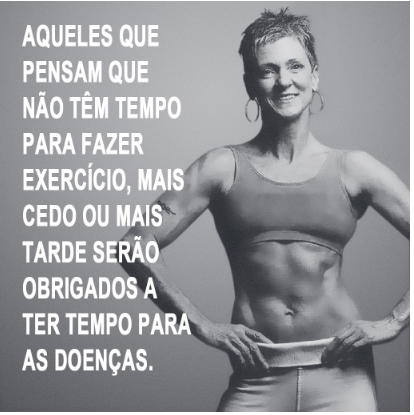 AQUELES QUE
PENSAM QUE
NÃO TÊM TEMPO
PARA FAZER
EXERCÍCIO, MAIS
CEDO OU MAIS
TARDE SERÃO
OBRIGADOS A
TER TEMPO PARA
AS DOENÇAS.